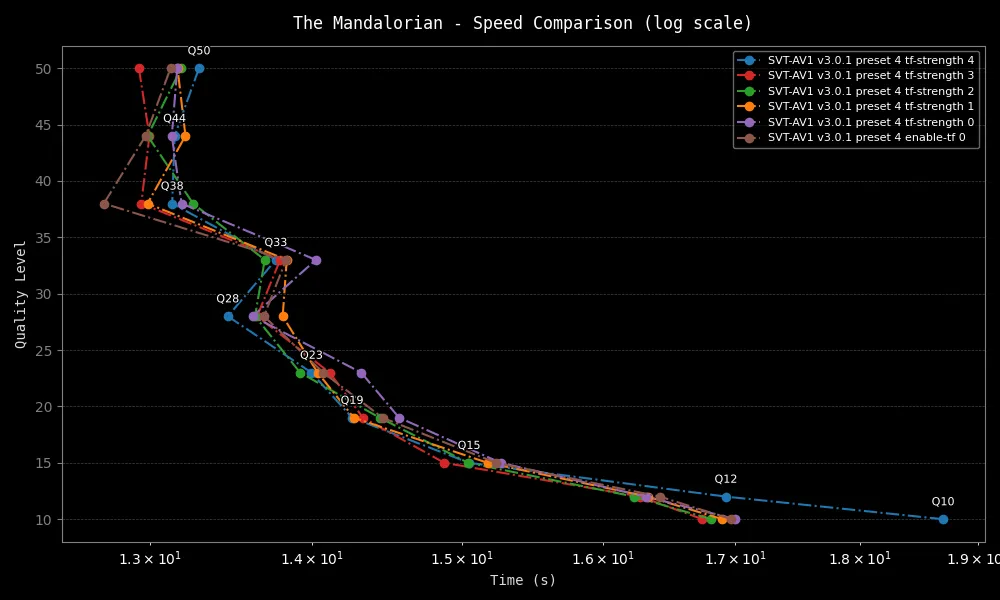 The Mandalorian - Speed Comparison (log scale)
SVT-AV1 v3.0.1 preset 4 tf-strength 4
SVT-AV1 v3.0.1 preset 4 tf-strength 3
SVT-AV1 v3.0.1 preset 4 tf-strength 2
SVT-AV1 v3.0.1 preset 4 tf-strength 1
SVT-AV1 v3.0.1 preset 4 tf-strength 0
SVT-AV1 v3.0.1 preset 4 enable-tf 0
Quality Level
50
45
40
35
30
25
20
15
10
Q50
Q44
Q38
Q33
Q28
Q23
Q19
Q15
Q12
Q10
1.3 × 10¹ 1.4 × 10¹ 1.5 × 10¹ 1.6 × 10¹ 1.7 × 10¹ 1.8 × 10¹ 1.9 × 10
Time (s)